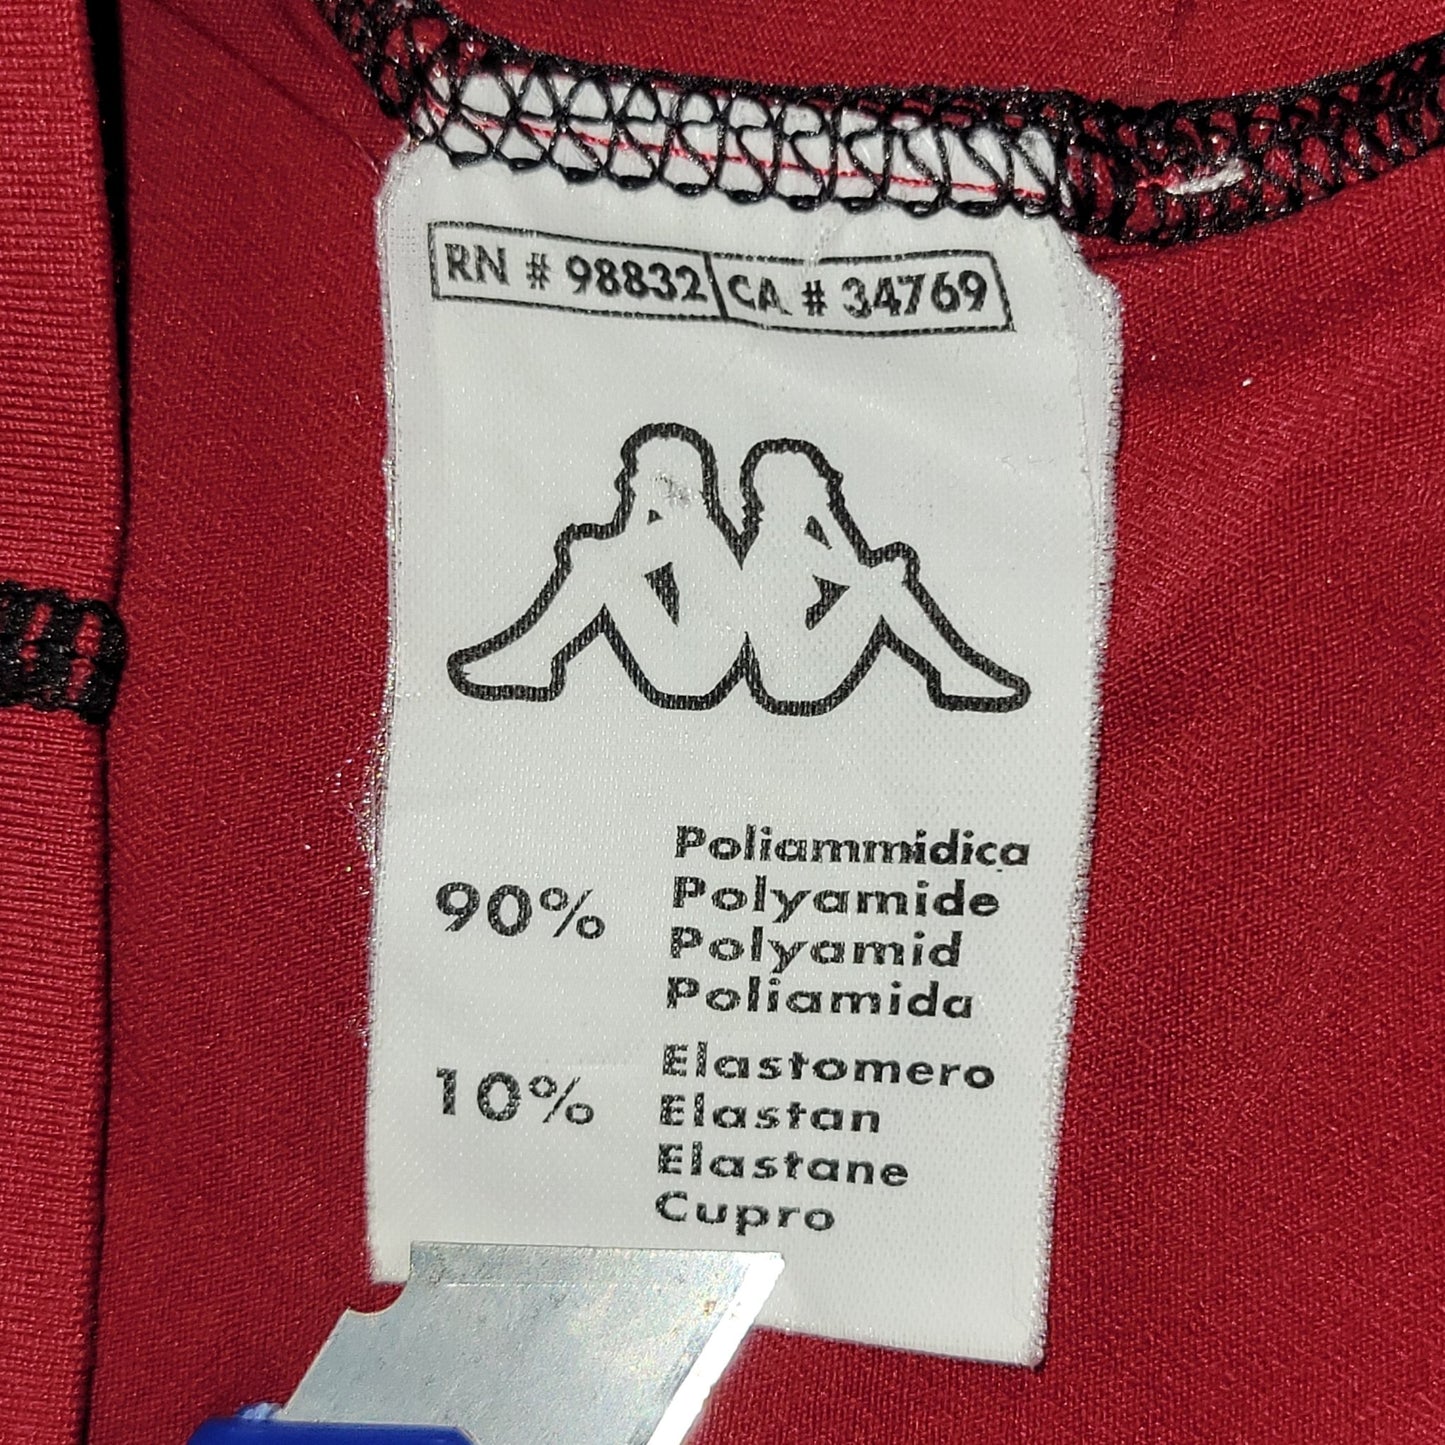 RN # 98832 CA # 34769
Poliammidica
90% Polyamide
Polyamid
Poliamida
Elastomero
10% Elastan
Elastane
Cupro